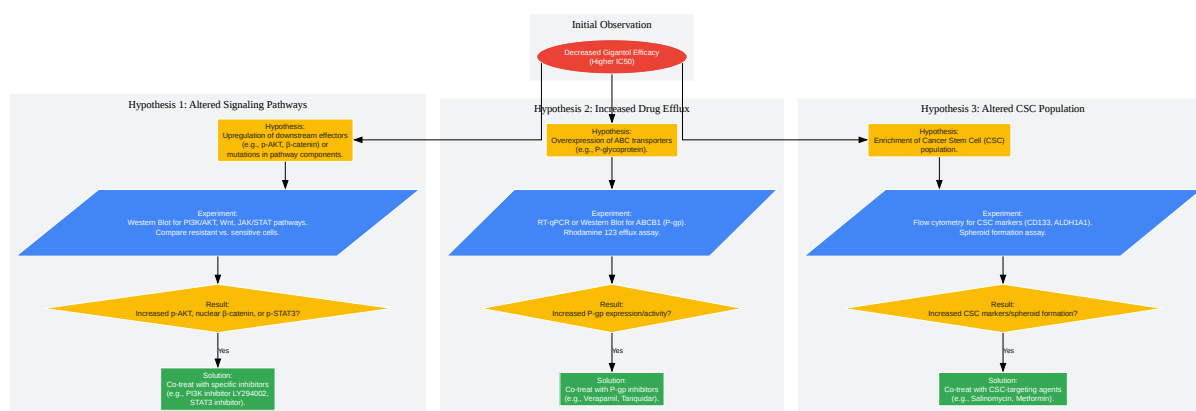 Initial Observation
Decreased Gigantol Efficacy
(Higher IC50)
Hypothesis 1: Altered Signaling Pathways
Hypothesis:
Upregulation of downstream effectors
(e.g., p-AKT, β-catenin) or
mutations in pathway components.
Experiment:
Western Blot for PI3K/AKT, Wnt, JAK/STAT pathways.
Compare resistant vs. sensitive cells.
Result:
Increased p-AKT, nuclear β-catenin, or p-STAT3?
Yes
Solution:
Co-treat with specific inhibitors
(e.g., PI3K inhibitor LY294002,
STAT3 inhibitor).
Hypothesis 2: Increased Drug Efflux
Hypothesis:
Overexpression of ABC transporters
(e.g., P-glycoprotein).
Experiment:
RT-qPCR or Western Blot for ABCB1 (P-gp).
Rhodamine 123 efflux assay.
Result:
Increased P-gp expression/activity?
Yes
Solution:
Co-treat with P-gp inhibitors
(e.g., Verapamil, Tariquidar).
Hypothesis 3: Altered CSC Population
Hypothesis:
Enrichment of Cancer Stem Cell (CSC)
population.
Experiment:
Flow cytometry for CSC markers (CD133, ALDH1A1).
Spheroid formation assay.
Result:
Increased CSC markers/spheroid formation?
Yes
Solution:
Co-treat with CSC-targeting agents
(e.g., Salinomycin, Metformin).